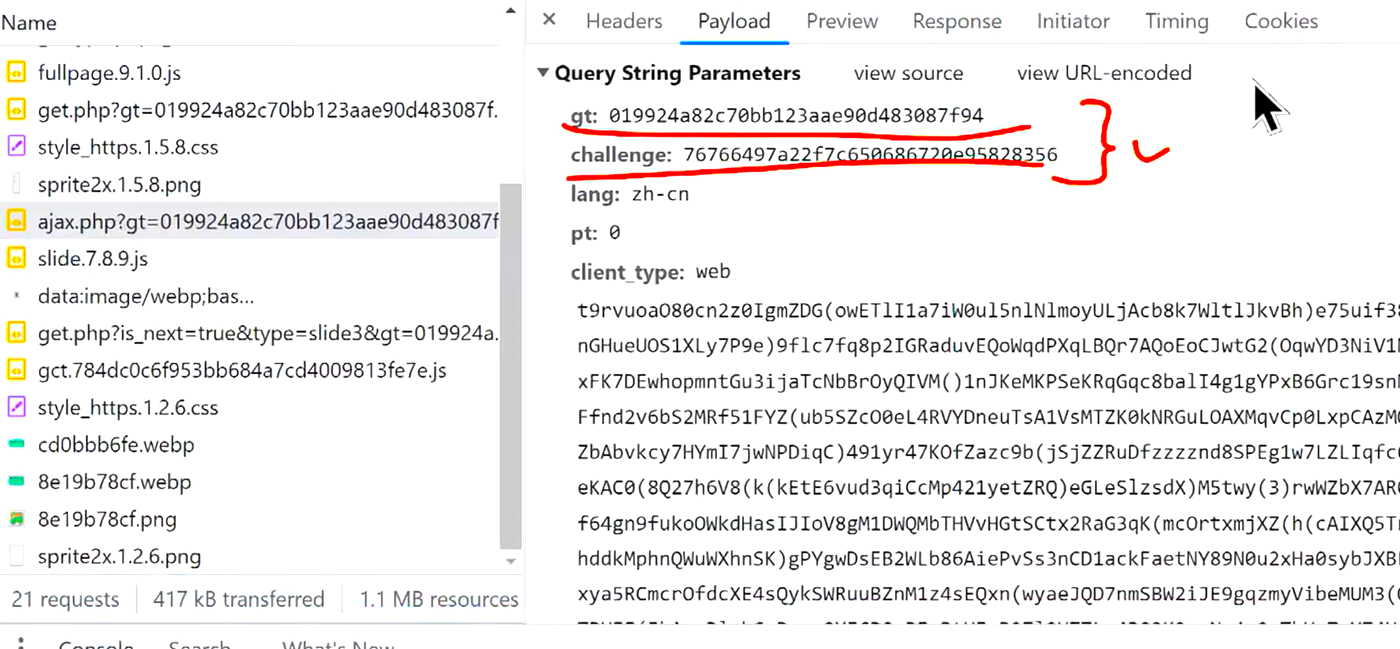 Name
fullpage.9.1.0.js
get.php?gt=019924a82c70bb123aae90d483087f.
style_https.1.5.8.css
sprite2x.1.5.8.png
ajax.php?gt=019924a82c70bb123aae90d483087f
slide.7.8.9.js
data:image/webp;bas...
get.php?is_next=true&type=slide3&gt=019924a.
gct.784dc0c6f953bb684a7cd4009813fe7e.js
style_https.1.2.6.css
cd0bbb6fe.webp
8e19b78cf.webp
8e19b78cf.png
sprite2x.1.2.6.png
21 requests 417 kB transferred 1.1 MB resources
Console Search What's New
Headers Payload Preview Response Initiator Timing Cookies
Query String Parameters view source view URL-encoded
gt: 019924a82c70bb123aae90d483087f94
challenge: 76766497a22f7c650686720e95828356
lang: zh-cn
pt: 0
client_type: web
t9rvuoaO80cn2z0IgmZDG(owETlI1a7iW0ul5nlNlmoyULjAcb8k7WltlJkvBh)e75uif38
nGHueUOS1XLy7P9e)9flc7fq8p2IGRaduvEQoWqdPXqLBQr7AQoEoCJwtG2(OqwYD3NiV1
xFK7DEwhopmntGu3ijaTcNbBrOyQIVM()1nJKeMKPSeKRqGqc8balI4g1gYPxB6Grc19sn
Ffnd2v6bS2MRf51FYZ(ub5SZcO0eL4RVYDneuTsA1VsMTZK0kNRGuLOAXMqvCp0LxpCAzM
ZbAbvkcy7HYmI7jwNPDiqC)491yr47KOfZazc9b(jSjZZRuDfzzzznd8SPEg1w7LZLIqfc
eKAC0(8Q27h6V8(k(kEtE6vud3qiCcMp421yetZRQ)eGLeSlzsdX)M5twy(3)rwWZbX7AR
f64gn9fukoOWkdHasIJIoV8gM1DWQMbTHVvHGtSCtx2RaG3qK(mcOrtxmjXZ(h(cAIXQ5T
hddkMphnQWuWXhnSK)gPYgwDsEB2WLb86AiePvSs3nCD1ackFaetNY89N0u2xHa0sybJXB
xya5RCmcrOfdcXE4sQykSWRuuBZnM1z4sEQxn(wyaeJQD7nmSBW2iJE9gqzmyVibeMUM3(